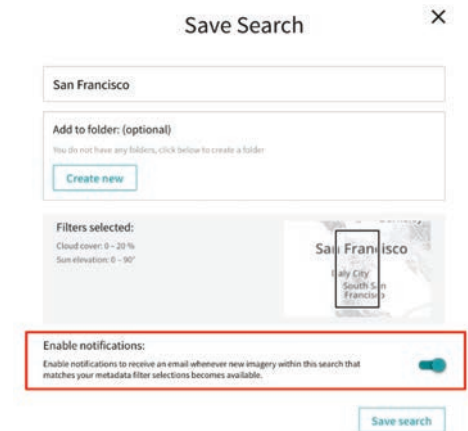 Save Search
San Francisco
Add to folder: (optional)
You do not have any folders, click below to create a folder
Create new
Filters selected:
Cloud cover: 0 – 20 %
Sun elevation: 0 – 90°
San Francisco
Daly City
South San
Francisco
Enable notifications:
Enable notifications to receive an email whenever new imagery within this search that
matches your metadata filter selections becomes available.
Save search